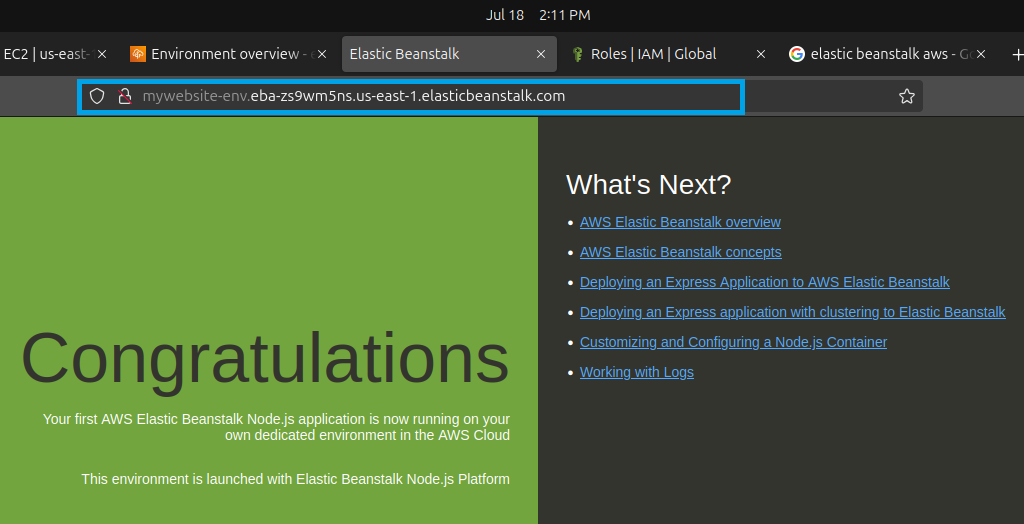 Jul 18 2:11 PM
EC2 | us-east-
Environment overview -
Elastic Beanstalk
Roles | IAM | Global
elastic beanstalk aws - Go
mywebsite-env.eba-zs9wm5ns.us-east-1.elasticbeanstalk.com
Congratulations
Your first AWS Elastic Beanstalk Node.js application is now running on your
own dedicated environment in the AWS Cloud
This environment is launched with Elastic Beanstalk Node.js Platform
What's Next?
AWS Elastic Beanstalk overview
AWS Elastic Beanstalk concepts
Deploying an Express Application to AWS Elastic Beanstalk
Deploying an Express application with clustering to Elastic Beanstalk
Customizing and Configuring a Node.js Container
Working with Logs